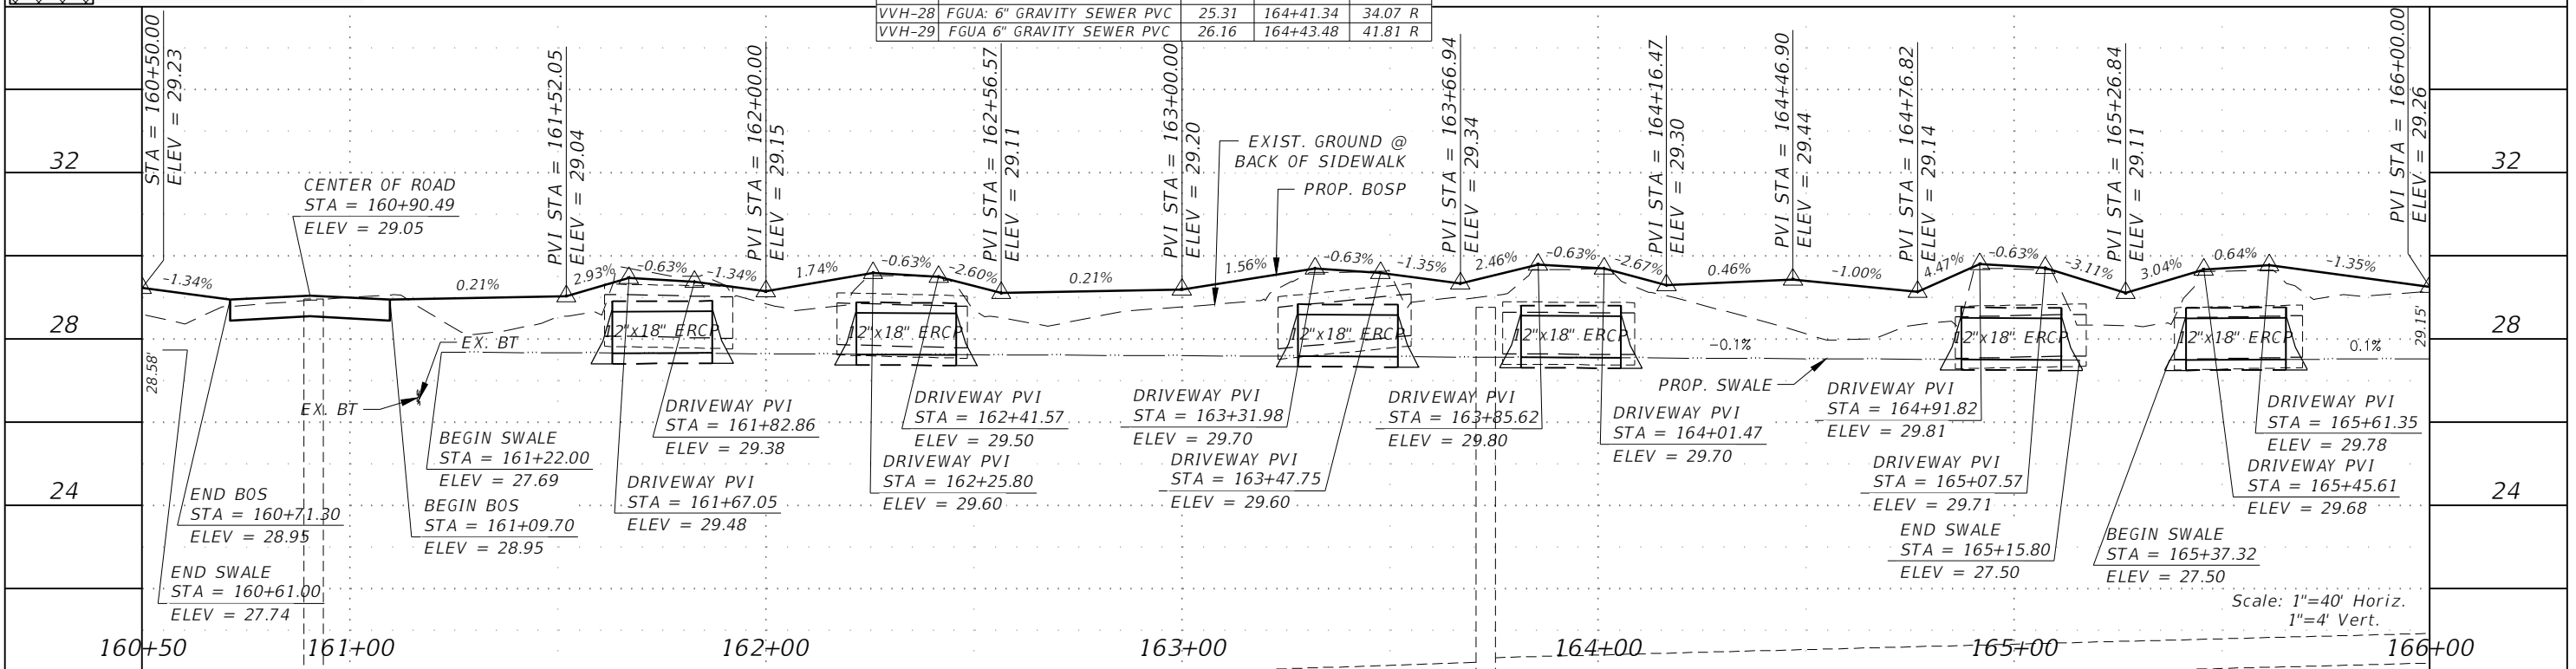 VVH-28 FGUA: 6" GRAVITY SEWER PVC 25.31 164+41.34 34.07 R
VVH-29 FGUA 6" GRAVITY SEWER PVC 26.16 164+43.48 41.81 R
STA = 160+50.00
ELEV = 29.23
PVI STA = 161+52.05
ELEV = 29.04
PVI STA = 162+00.00
ELEV = 29.15
PVI STA = 162+56.57
ELEV = 29.11
PVI STA = 163+00.00
ELEV = 29.20
PVI STA = 163+66.94
ELEV = 29.34
PVI STA = 164+16.47
ELEV = 29.30
PVI STA = 164+46.90
ELEV = 29.44
PVI STA = 164+76.82
ELEV = 29.14
PVI STA = 165+26.84
ELEV = 29.11
PVI STA = 166+00.00
ELEV = 29.26
32
32
CENTER OF ROAD
STA = 160+90.49
ELEV = 29.05
EXIST. GROUND @
BACK OF SIDEWALK
PROP. BOSP
-1.34%
0.21%
2.93%
-0.63%
-1.34%
1.74%
-0.63%
-2.60%
0.21%
1.56%
-0.63%
-1.35%
2.46%
-0.63%
-2.67%
0.46%
-1.00%
4.47%
-0.63%
-3.11%
3.04%
0.64%
-1.35%
28
28
12"x18" ERCP
12"x18" ERCP
12"x18" ERCP
12"x18" ERCP
12"x18" ERCP
12"x18" ERCP
28.58'
29.15'
-0.1%
0.1%
EX. BT
EX. BT
PROP. SWALE
BEGIN SWALE
STA = 161+22.00
ELEV = 27.69
DRIVEWAY PVI
STA = 161+82.86
ELEV = 29.38
DRIVEWAY PVI
STA = 162+41.57
ELEV = 29.50
DRIVEWAY PVI
STA = 163+31.98
ELEV = 29.70
DRIVEWAY PVI
STA = 163+85.62
ELEV = 29.80
DRIVEWAY PVI
STA = 164+01.47
ELEV = 29.70
DRIVEWAY PVI
STA = 164+91.82
ELEV = 29.81
DRIVEWAY PVI
STA = 165+61.35
ELEV = 29.78
24
24
END BOS
STA = 160+71.30
ELEV = 28.95
BEGIN BOS
STA = 161+09.70
ELEV = 28.95
DRIVEWAY PVI
STA = 161+67.05
ELEV = 29.48
DRIVEWAY PVI
STA = 162+25.80
ELEV = 29.60
DRIVEWAY PVI
STA = 163+47.75
ELEV = 29.60
DRIVEWAY PVI
STA = 165+07.57
ELEV = 29.71
DRIVEWAY PVI
STA = 165+45.61
ELEV = 29.68
END SWALE
STA = 160+61.00
ELEV = 27.74
END SWALE
STA = 165+15.80
ELEV = 27.50
BEGIN SWALE
STA = 165+37.32
ELEV = 27.50
Scale: 1"=40' Horiz.
1"=4' Vert.
160+50 161+00 162+00 163+00 164+00 165+00 166+00